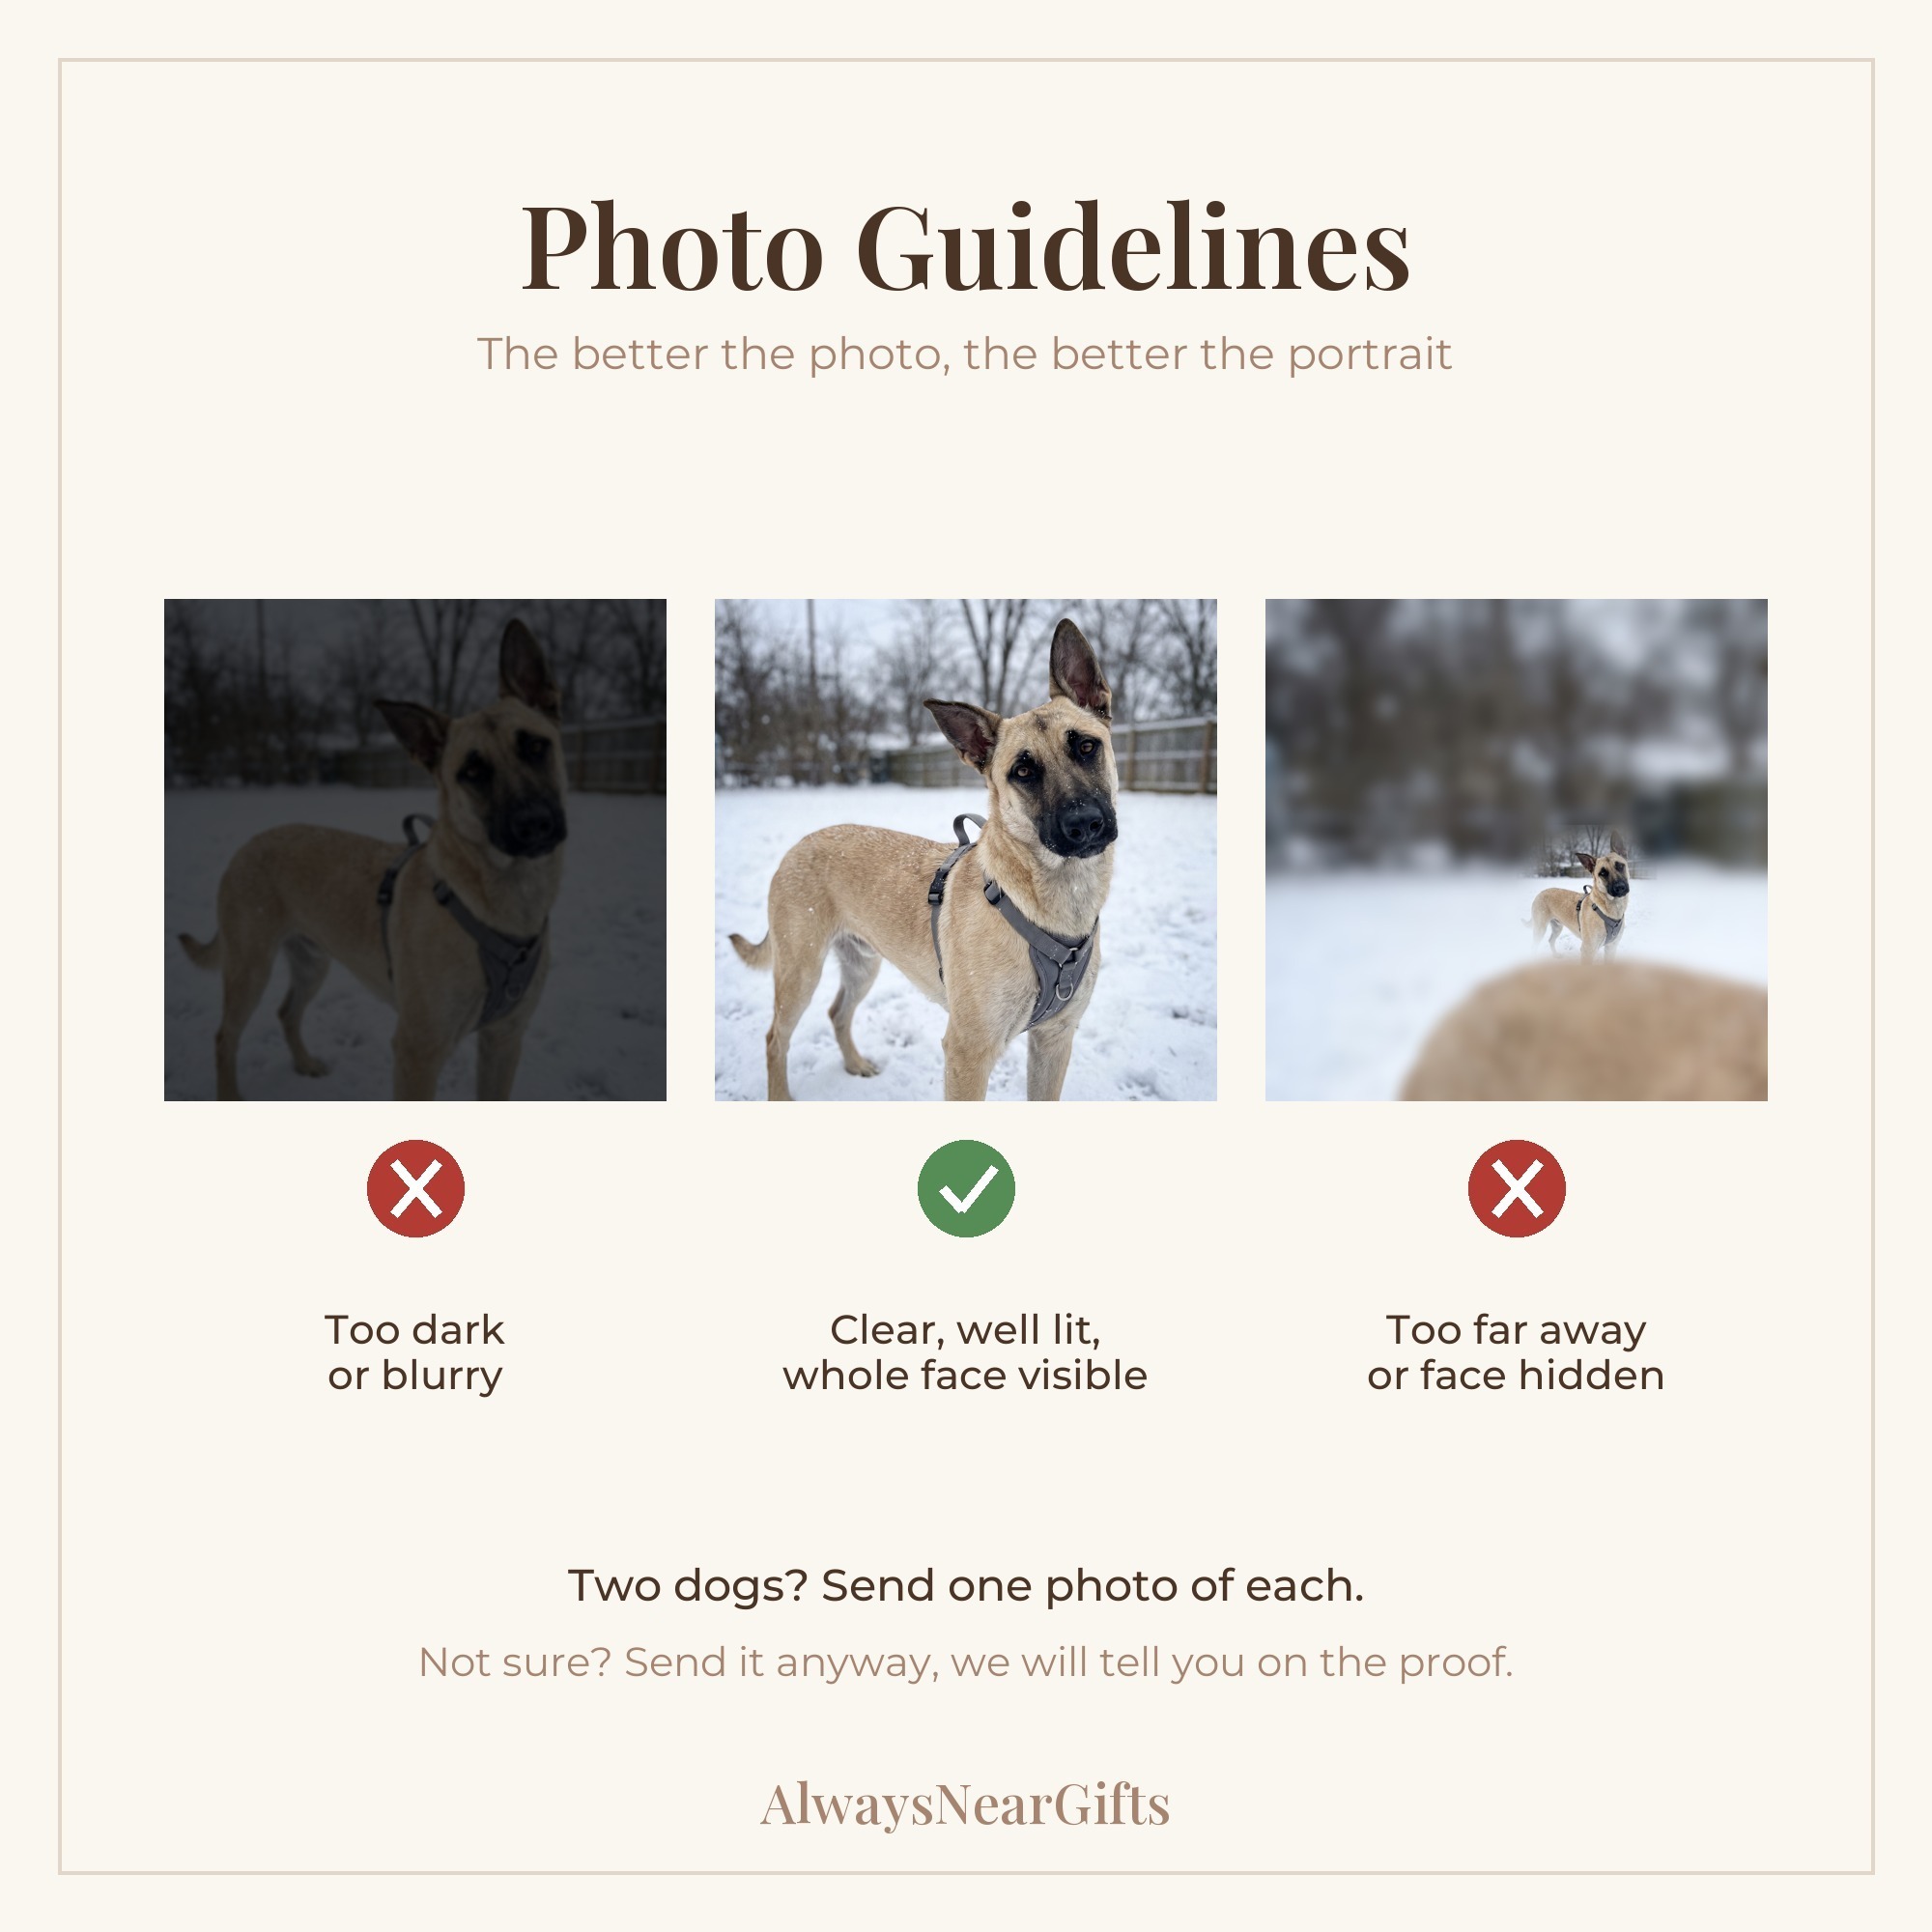 Photo Guidelines
The better the photo, the better the portrait
Too dark
or blurry
Clear, well lit,
whole face visible
Too far away
or face hidden
Two dogs? Send one photo of each.
Not sure? Send it anyway, we will tell you on the proof.
AlwaysNearGifts